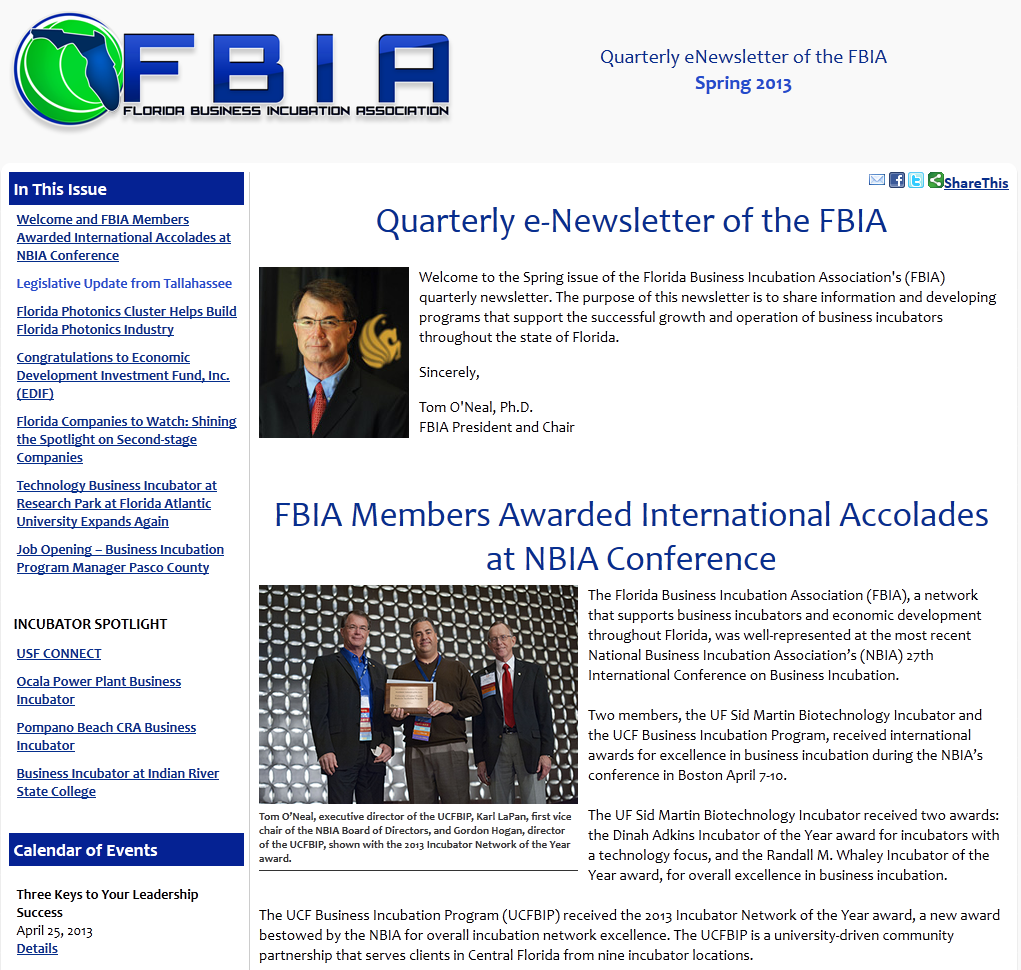 FBIA
FLORIDA BUSINESS INCUBATION ASSOCIATION
Quarterly eNewsletter of the FBIA
Spring 2013
In This Issue
Welcome and FBIA Members
Awarded International Accolades at
NBIA Conference
Legislative Update from Tallahassee
Florida Photonics Cluster Helps Build
Florida Photonics Industry
Congratulations to Economic
Development Investment Fund, Inc.
(EDIF)
Florida Companies to Watch: Shining
the Spotlight on Second-stage
Companies
Technology Business Incubator at
Research Park at Florida Atlantic
University Expands Again
Job Opening – Business Incubation
Program Manager Pasco County
INCUBATOR SPOTLIGHT
USF CONNECT
Ocala Power Plant Business
Incubator
Pompano Beach CRA Business
Incubator
Business Incubator at Indian River
State College
Calendar of Events
Three Keys to Your Leadership
Success
April 25, 2013
Details
ShareThis
Quarterly e-Newsletter of the FBIA
Welcome to the Spring issue of the Florida Business Incubation Association's (FBIA)
quarterly newsletter. The purpose of this newsletter is to share information and developing
programs that support the successful growth and operation of business incubators
throughout the state of Florida.
Sincerely,
Tom O'Neal, Ph.D.
FBIA President and Chair
FBIA Members Awarded International Accolades
at NBIA Conference
The Florida Business Incubation Association (FBIA), a network
that supports business incubators and economic development
throughout Florida, was well-represented at the most recent
National Business Incubation Association’s (NBIA) 27th
International Conference on Business Incubation.
Two members, the UF Sid Martin Biotechnology Incubator and
the UCF Business Incubation Program, received international
awards for excellence in business incubation during the NBIA’s
conference in Boston April 7-10.
The UF Sid Martin Biotechnology Incubator received two awards:
the Dinah Adkins Incubator of the Year award for incubators with
a technology focus, and the Randall M. Whaley Incubator of the
Year award, for overall excellence in business incubation.
Tom O’Neal, executive director of the UCFBIP, Karl LaPan, first vice
chair of the NBIA Board of Directors, and Gordon Hogan, director
of the UCFBIP, shown with the 2013 Incubator Network of the Year
award.
The UCF Business Incubation Program (UCFBIP) received the 2013 Incubator Network of the Year award, a new award
bestowed by the NBIA for overall incubation network excellence. The UCFBIP is a university-driven community
partnership that serves clients in Central Florida from nine incubator locations.